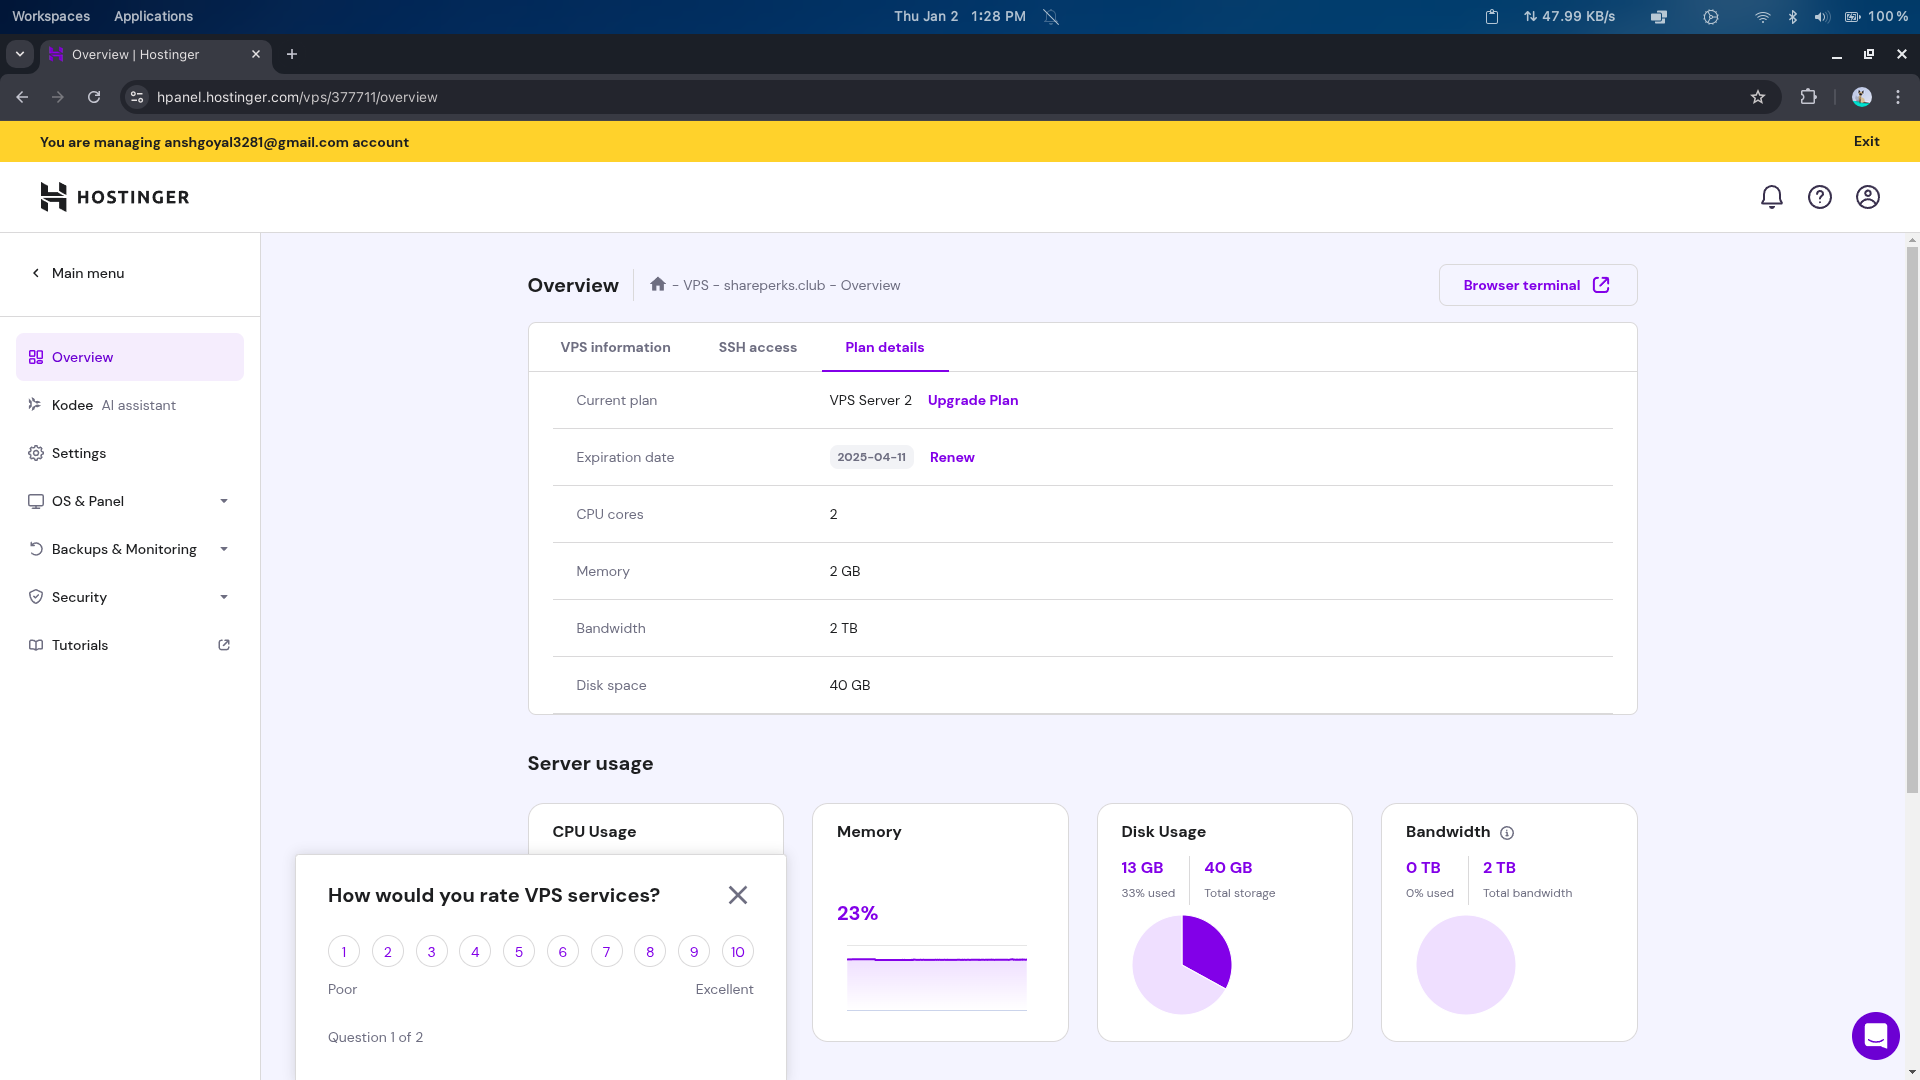 Workspaces Applications Thu Jan 2 1:28 PM 47.99 KB/s 100%
Overview | Hostinger
hpanel.hostinger.com/vps/377711/overview
You are managing anshgoyal3281@gmail.com account Exit
HOSTINGER
Main menu
Overview
Kodee AI assistant
Settings
OS & Panel
Backups & Monitoring
Security
Tutorials
Overview - VPS - shareperks.club - Overview Browser terminal
VPS information SSH access Plan details
Current plan VPS Server 2 Upgrade Plan
Expiration date 2025-04-11 Renew
CPU cores 2
Memory 2 GB
Bandwidth 2 TB
Disk space 40 GB
Server usage
CPU Usage
Memory
23%
Disk Usage
13 GB 40 GB
33% used Total storage
Bandwidth
0 TB 2 TB
0% used Total bandwidth
How would you rate VPS services?
1 2 3 4 5 6 7 8 9 10
Poor Excellent
Question 1 of 2